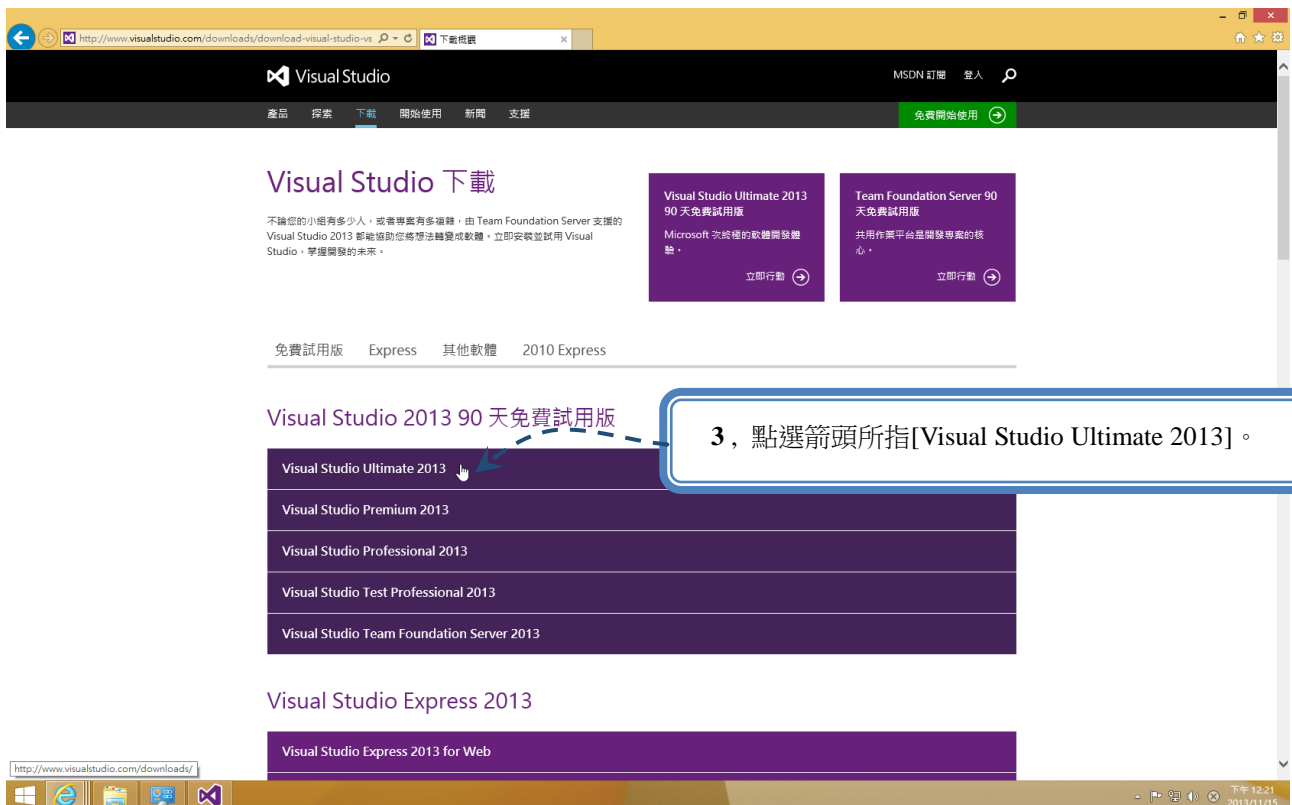 http://www.visualstudio.com/downloads/download-visual-studio-vs
下載概觀
Visual Studio
MSDN 訂閱 登入
產品 探索 下載 開始使用 新聞 支援
免費開始使用
Visual Studio 下載
不論您的小組有多少人，或者專案有多複雜，由 Team Foundation Server 支援的
Visual Studio 2013 都能協助您將想法轉變成軟體。立即安裝並試用 Visual
Studio，掌握開發的未來。
Visual Studio Ultimate 2013
90 天免費試用版
Microsoft 次終極的軟體開發體
驗。
立即行動
Team Foundation Server 90
天免費試用版
共用作業平台是開發專案的核
心。
立即行動
免費試用版 Express 其他軟體 2010 Express
Visual Studio 2013 90 天免費試用版
3 , 點選箭頭所指[Visual Studio Ultimate 2013]。
Visual Studio Ultimate 2013
Visual Studio Premium 2013
Visual Studio Professional 2013
Visual Studio Test Professional 2013
Visual Studio Team Foundation Server 2013
Visual Studio Express 2013
Visual Studio Express 2013 for Web
http://www.visualstudio.com/downloads/
下午 12:21
2013/11/15